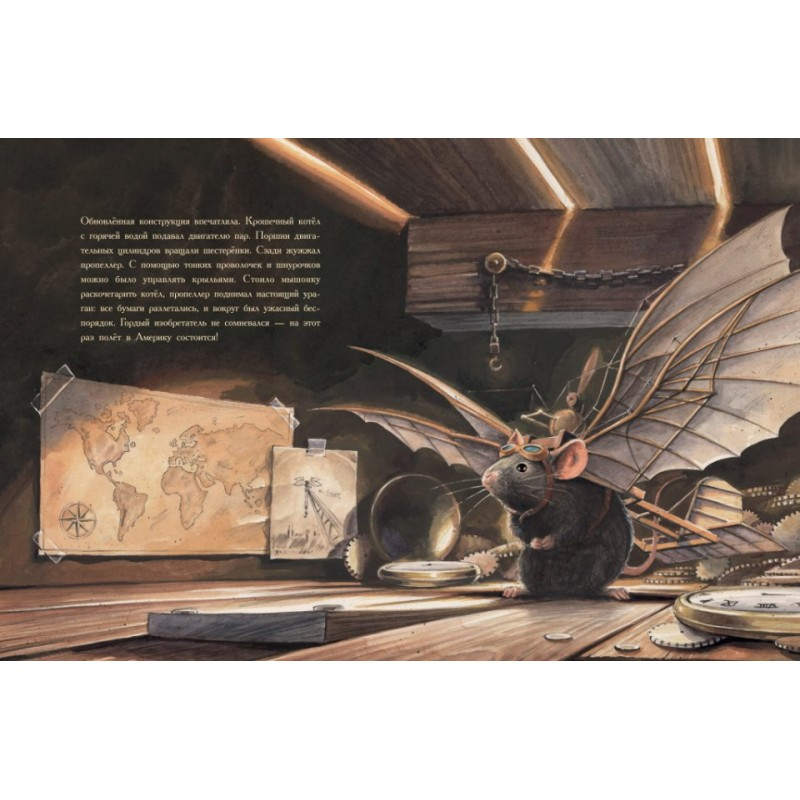 Обновлённая конструкция впечатляла. Крошечный котёл
с горячей водой подавал двигателю пар. Поршни двига-
тельных цилиндров вращали шестерёнки. Сзади жужжал
пропеллер. С помощью тонких проволочек и шнурочков
можно было управлять крыльями. Стоило мышонку
раскочегарить котёл, пропеллер поднимал настоящий ура-
ган: все бумаги разлетались, и вокруг был ужасный бес-
порядок. Гордый изобретатель не сомневался — на этот
раз полёт в Америку состоится!